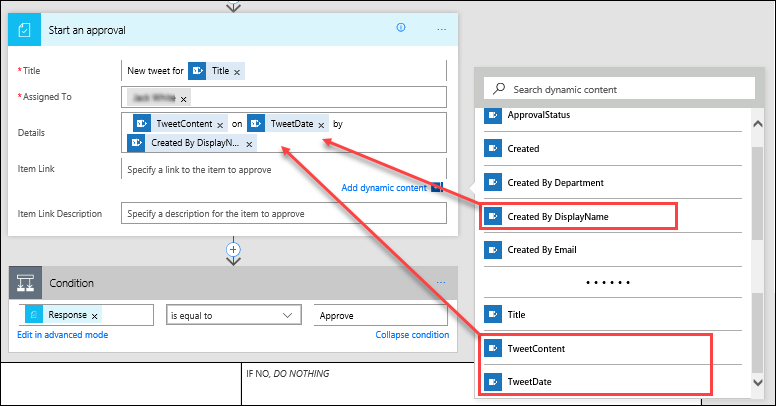 Start an approval
...
* Title
New tweet for Title x
* Assigned To
x
Details
TweetContent x on TweetDate x by
Created By DisplayN... x
Item Link
Specify a link to the item to approve
Add dynamic content
Item Link Description
Specify a description for the item to approve
Condition
...
Response x
is equal to
Approve
Edit in advanced mode
Collapse condition
IF NO, DO NOTHING
Search dynamic content
ApprovalStatus
Created
Created By Department
Created By DisplayName
Created By Email
• • • • • •
Title
TweetContent
TweetDate